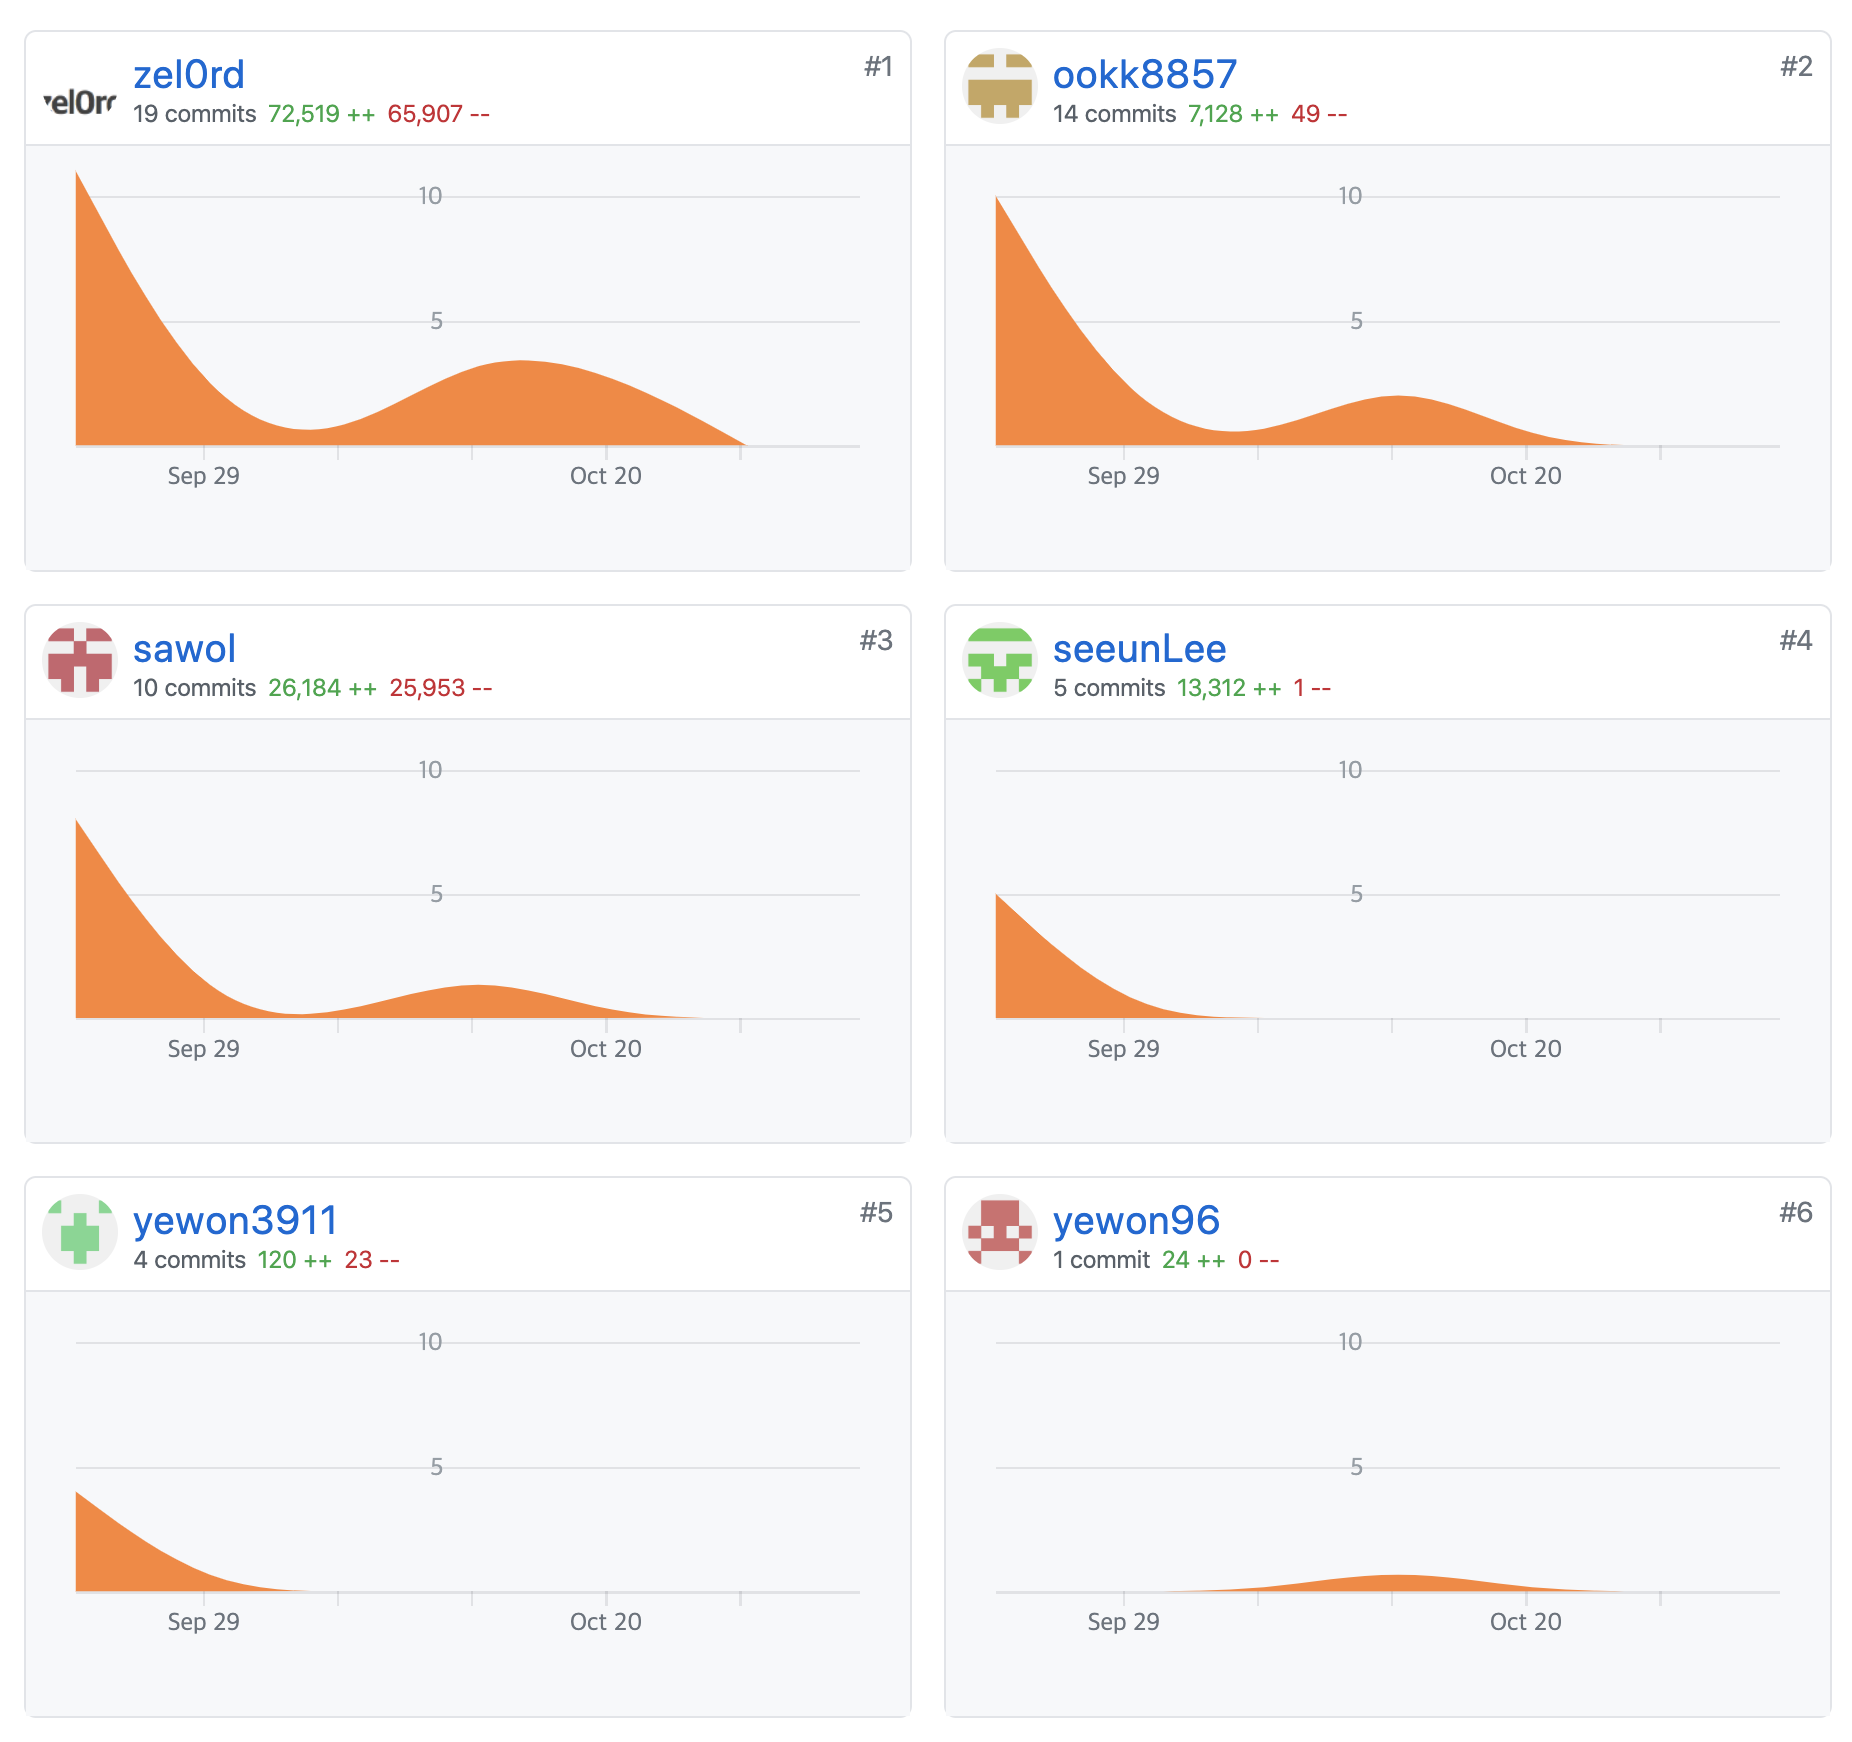 zel0rd #1
19 commits 72,519 ++ 65,907 --
10
5
Sep 29 Oct 20
ookk8857 #2
14 commits 7,128 ++ 49 --
10
5
Sep 29 Oct 20
sawol #3
10 commits 26,184 ++ 25,953 --
10
5
Sep 29 Oct 20
seeunLee #4
5 commits 13,312 ++ 1 --
10
5
Sep 29 Oct 20
yewon3911 #5
4 commits 120 ++ 23 --
10
5
Sep 29 Oct 20
yewon96 #6
1 commit 24 ++ 0 --
10
5
Sep 29 Oct 20